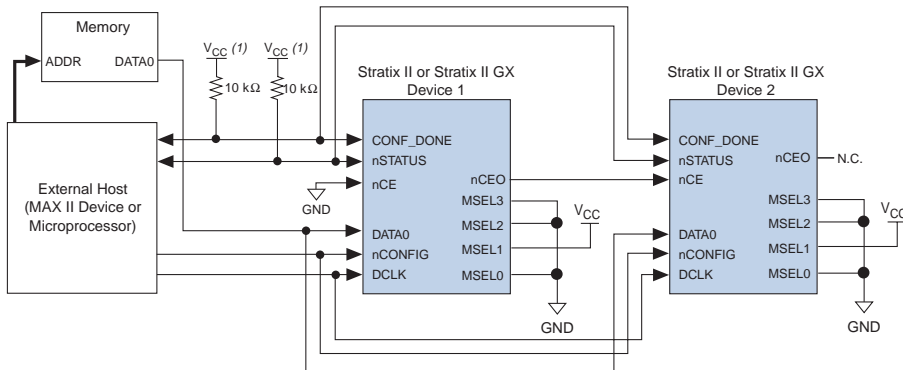 Memory
ADDR
DATA0
VCC (1)
VCC (1)
10 kΩ
10 kΩ
External Host
(MAX II Device or
Microprocessor)
GND
Stratix II or Stratix II GX
Device 1
CONF_DONE
nSTATUS
nCE
DATA0
nCONFIG
DCLK
nCEO
MSEL3
MSEL2
MSEL1
MSEL0
VCC
GND
Stratix II or Stratix II GX
Device 2
CONF_DONE
nSTATUS
nCE
DATA0
nCONFIG
DCLK
nCEO
N.C.
MSEL3
MSEL2
MSEL1
MSEL0
VCC
GND